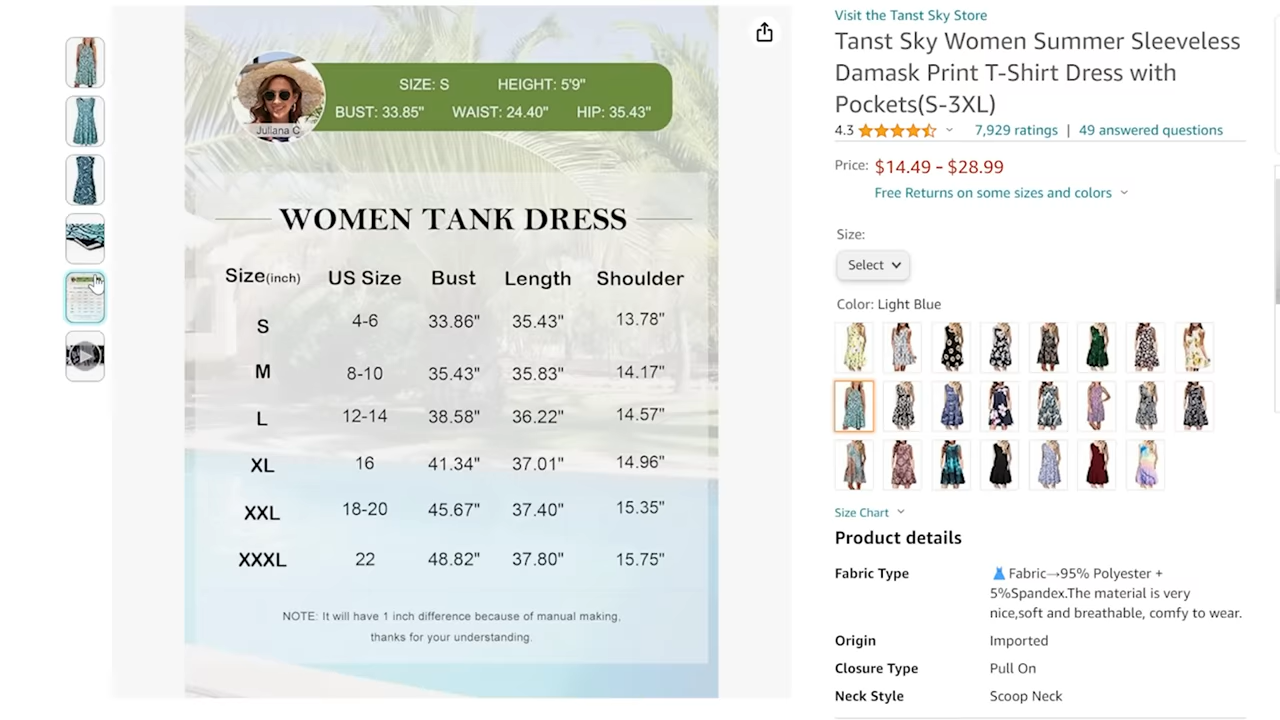 SIZE: S HEIGHT: 5'9"
BUST: 33.85" WAIST: 24.40" HIP: 35.43"
Juliana C
WOMEN TANK DRESS
Size(inch) US Size Bust Length Shoulder
S 4-6 33.86" 35.43" 13.78"
M 8-10 35.43" 35.83" 14.17"
L 12-14 38.58" 36.22" 14.57"
XL 16 41.34" 37.01" 14.96"
XXL 18-20 45.67" 37.40" 15.35"
XXXL 22 48.82" 37.80" 15.75"
NOTE: It will have 1 inch difference because of manual making,
thanks for your understanding.
Visit the Tanst Sky Store
Tanst Sky Women Summer Sleeveless
Damask Print T-Shirt Dress with
Pockets(S-3XL)
4.3 7,929 ratings | 49 answered questions
Price: $14.49 - $28.99
Free Returns on some sizes and colors
Size:
Select
Color: Light Blue
Size Chart
Product details
Fabric Type 👗Fabric→95% Polyester +
5%Spandex.The material is very
nice,soft and breathable, comfy to wear.
Origin Imported
Closure Type Pull On
Neck Style Scoop Neck